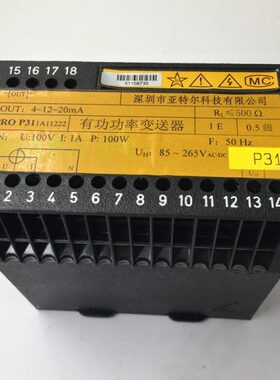 15 16 17 18
31109730
MC
深圳市亚特尔科技有限公司
OUT: 4~12~20mA
RL≤500Ω
PRO P311A11222
有功功率变送器
1E 0.5级
N: U:100V I:1A P:100W
F: 50 Hz
UH: 85~265VAC/DC
P31
2 3 4 5 6 7 8 9 10 11 12 13 14